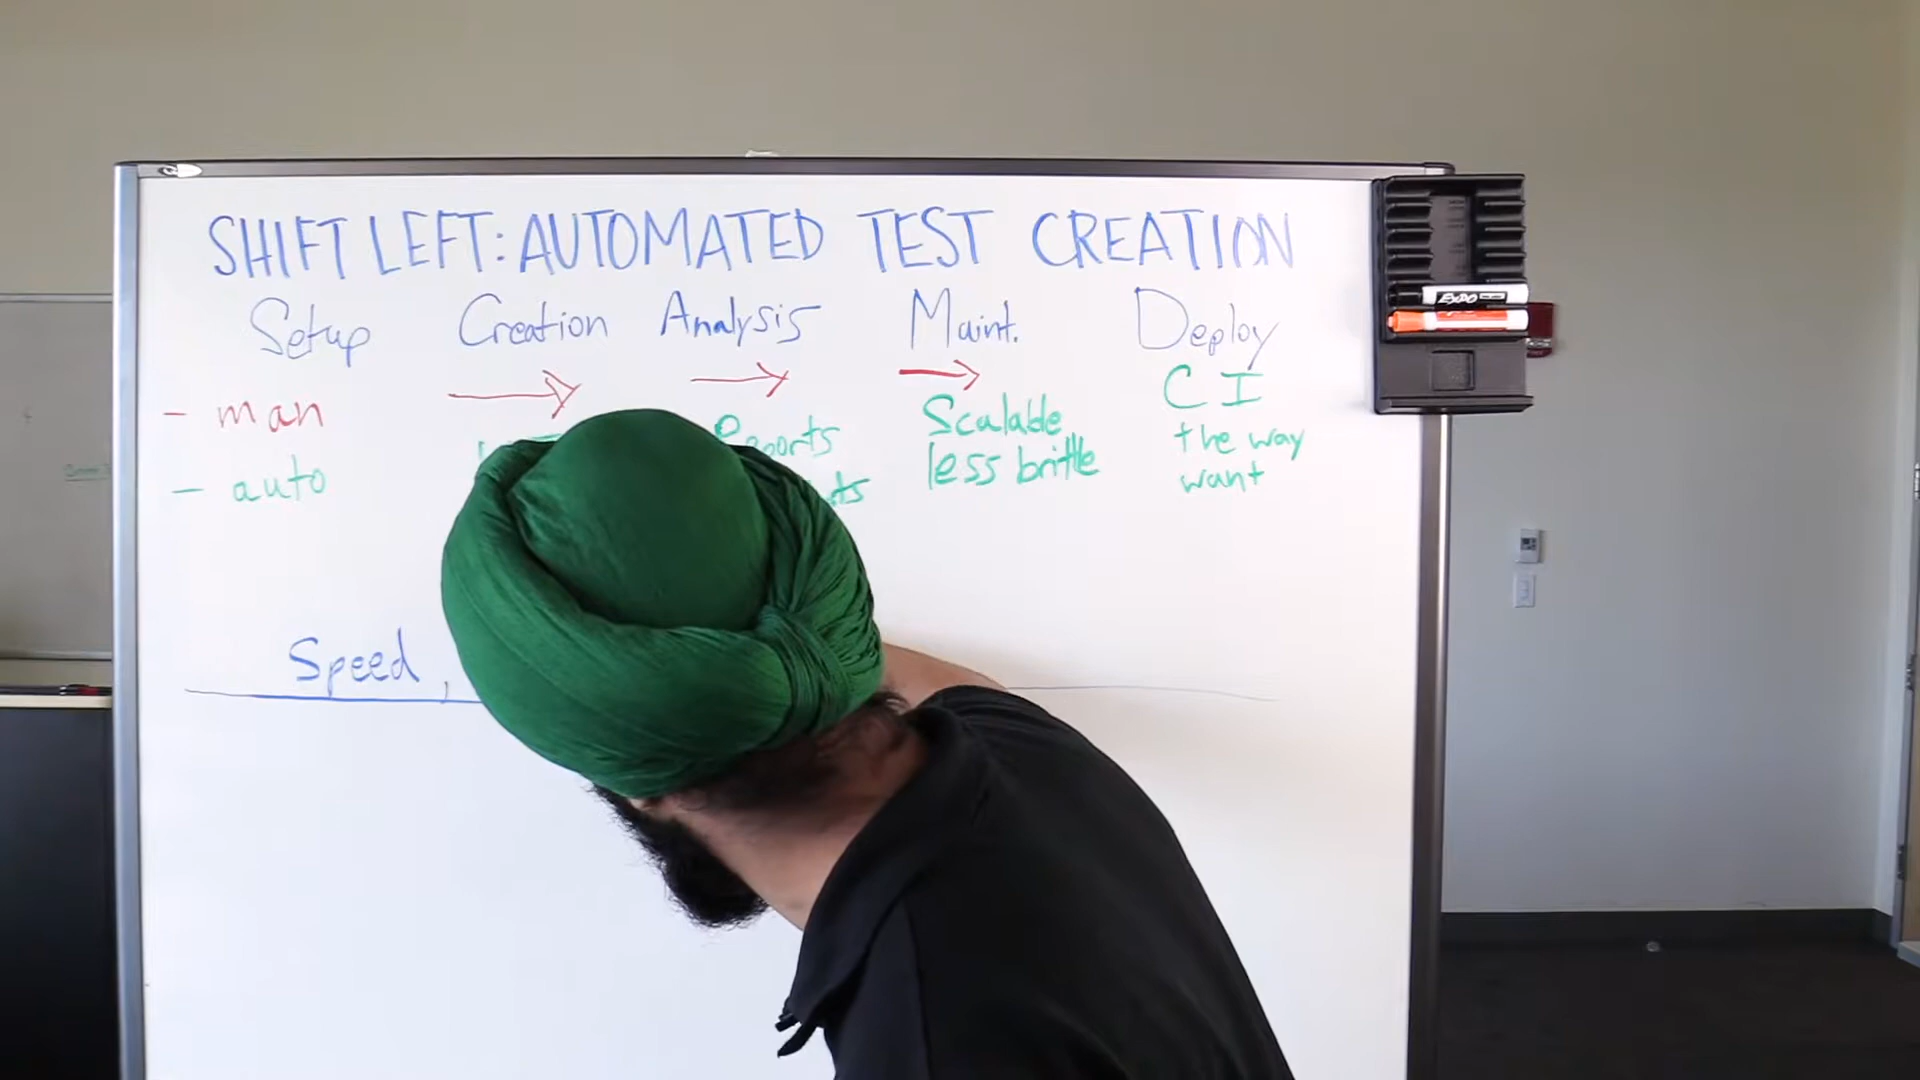 SHIFT LEFT: AUTOMATED TEST CREATION
Setup Creation Analysis Maint. Deploy
- man
- auto
Scalable
less brittle
CI
the way
want
Speed,
EXPO